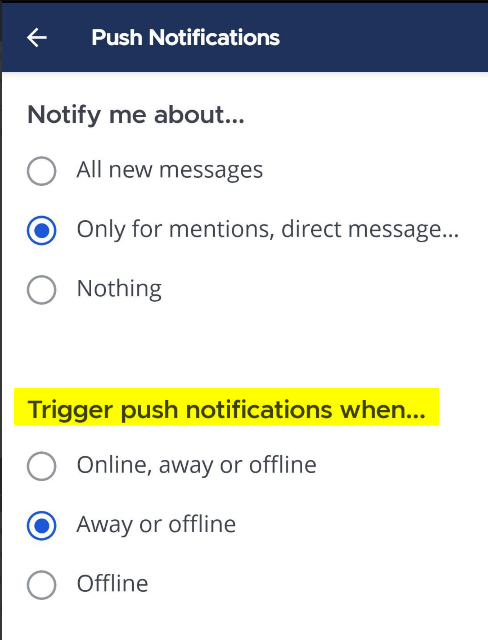 Push Notifications
Notify me about...
All new messages
Only for mentions, direct message...
Nothing
Trigger push notifications when...
Online, away or offline
Away or offline
Offline